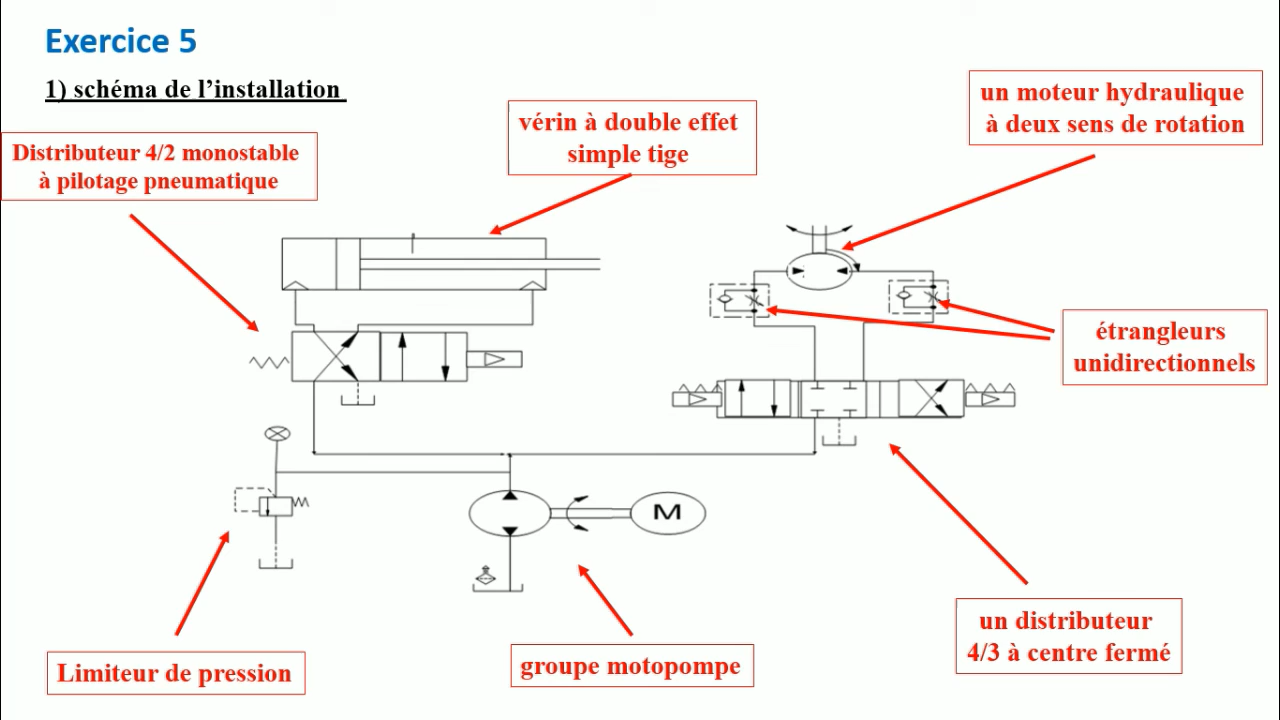 Exercice 5
1) schéma de l’installation
Distributeur 4/2 monostable
à pilotage pneumatique
vérin à double effet
simple tige
un moteur hydraulique
à deux sens de rotation
étrangleurs
unidirectionnels
M
un distributeur
4/3 à centre fermé
groupe motopompe
Limiteur de pression